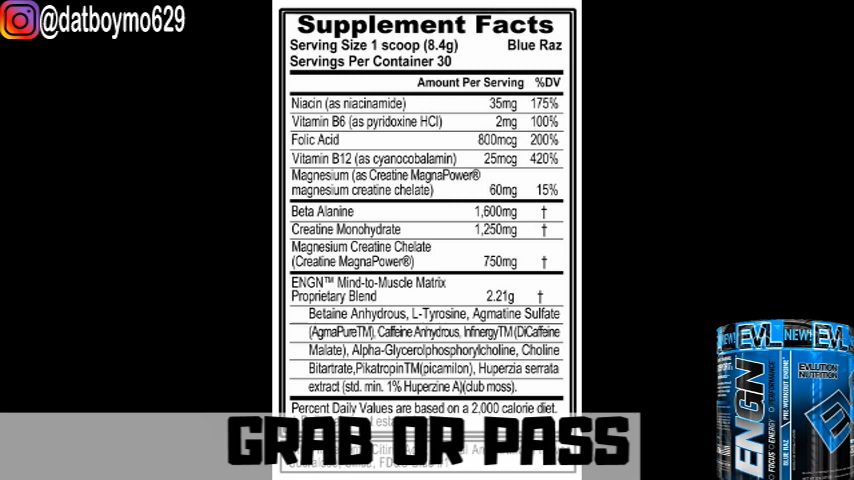 @datboymo629
Supplement Facts
Serving Size 1 scoop (8.4g) Blue Raz
Servings Per Container 30
Amount Per Serving %DV
Niacin (as niacinamide) 35mg 175%
Vitamin B6 (as pyridoxine HCl) 2mg 100%
Folic Acid 800mcg 200%
Vitamin B12 (as cyanocobalamin) 25mcg 420%
Magnesium (as Creatine MagnaPower®
magnesium creatine chelate) 60mg 15%
Beta Alanine 1,600mg †
Creatine Monohydrate 1,250mg †
Magnesium Creatine Chelate
(Creatine MagnaPower®) 750mg †
ENGN™ Mind-to-Muscle Matrix
Proprietary Blend 2.21g †
Betaine Anhydrous, L-Tyrosine, Agmatine Sulfate
(AgmaPureTM), Caffeine Anhydrous, InfinergyTM (DiCaffeine
Malate), Alpha-Glycerolphosphorylcholine, Choline
Bitartrate,PikatropinTM(picamilon), Huperzia serrata
extract (std. min. 1% Huperzine A)(club moss).
Percent Daily Values are based on a 2,000 calorie diet.
GRAB OR PASS
NEW! EVL NEW! EVL
EVLUTION
NUTRITION
ENGN
PRE-WORKOUT ENGINE
BLUE RAZ
FOCUS ENERGY